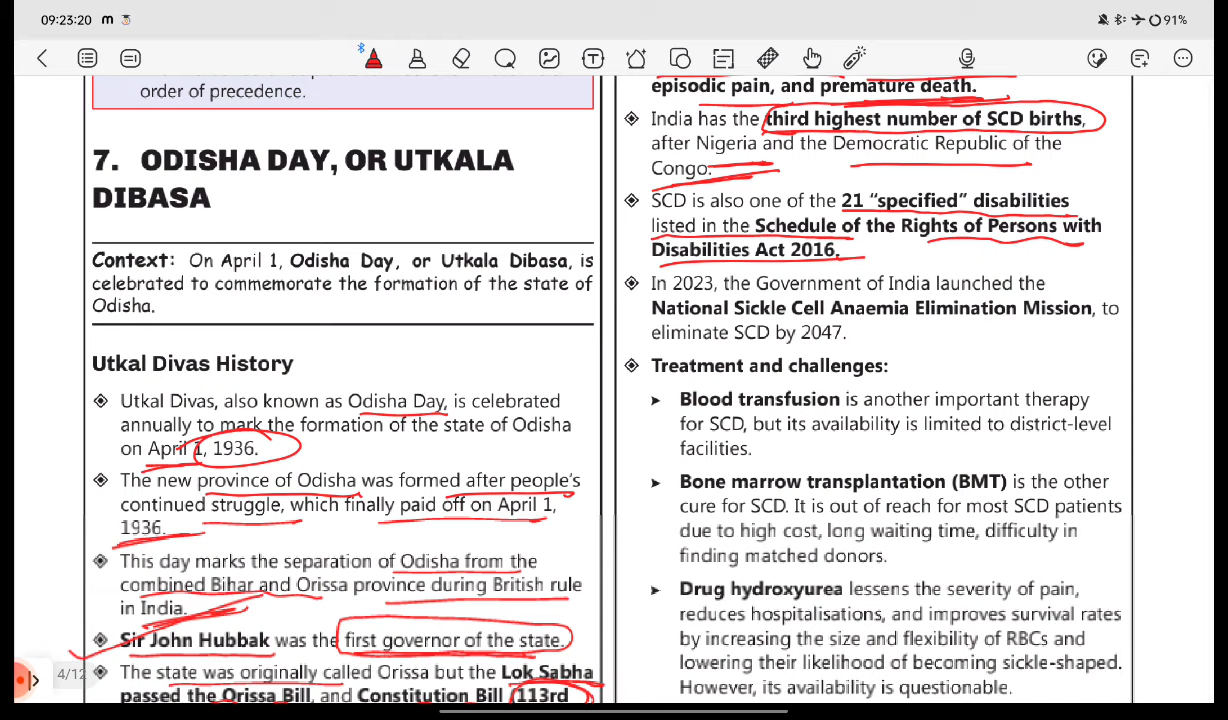 09:23:20 m
91%
order of precedence.
7. ODISHA DAY, OR UTKALA
DIBASA
Context: On April 1, Odisha Day, or Utkala Dibasa, is
celebrated to commemorate the formation of the state of
Odisha.
Utkal Divas History
Utkal Divas, also known as Odisha Day, is celebrated
annually to mark the formation of the state of Odisha
on April 1, 1936.
The new province of Odisha was formed after people's
continued struggle, which finally paid off on April 1,
1936.
This day marks the separation of Odisha from the
combined Bihar and Orissa province during British rule
in India.
Sir John Hubbak was the first governor of the state.
The state was originally called Orissa but the Lok Sabha
passed the Orissa Bill, and Constitution Bill (113rd
4/12
episodic pain, and premature death.
India has the third highest number of SCD births,
after Nigeria and the Democratic Republic of the
Congo.
SCD is also one of the 21 “specified” disabilities
listed in the Schedule of the Rights of Persons with
Disabilities Act 2016.
In 2023, the Government of India launched the
National Sickle Cell Anaemia Elimination Mission, to
eliminate SCD by 2047.
Treatment and challenges:
Blood transfusion is another important therapy
for SCD, but its availability is limited to district-level
facilities.
Bone marrow transplantation (BMT) is the other
cure for SCD. It is out of reach for most SCD patients
due to high cost, long waiting time, difficulty in
finding matched donors.
Drug hydroxyurea lessens the severity of pain,
reduces hospitalisations, and improves survival rates
by increasing the size and flexibility of RBCs and
lowering their likelihood of becoming sickle-shaped.
However, its availability is questionable.